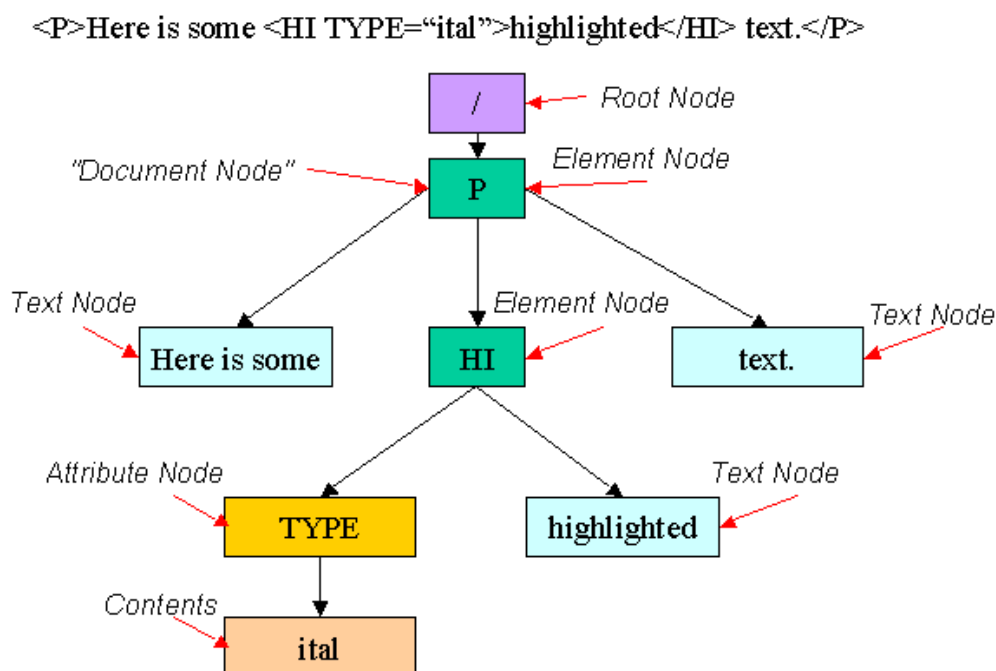 <P>Here is some <HI TYPE=“ital”>highlighted</HI> text.</P>
/
Root Node
"Document Node"
Element Node
P
Text Node
Element Node
Text Node
Here is some
HI
text.
Attribute Node
Text Node
TYPE
highlighted
Contents
ital